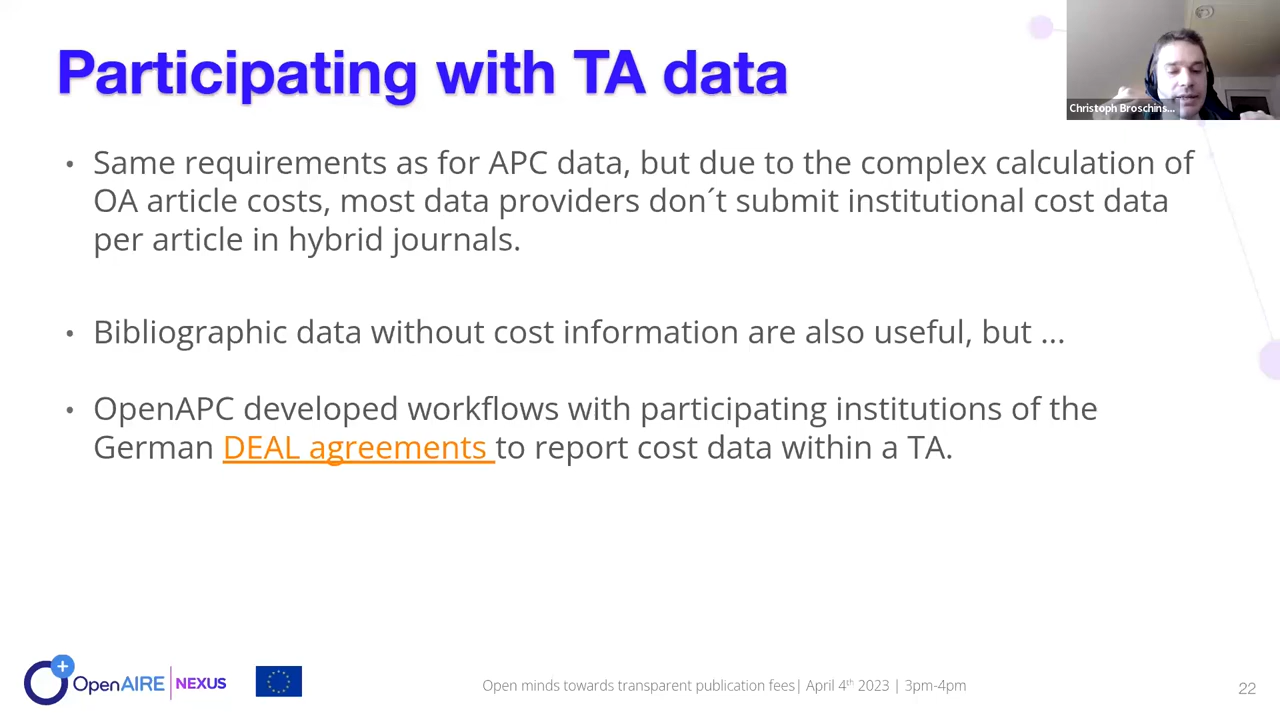 Participating with TA data
Christoph Broschins...
• Same requirements as for APC data, but due to the complex calculation of
OA article costs, most data providers don´t submit institutional cost data
per article in hybrid journals.
• Bibliographic data without cost information are also useful, but ...
• OpenAPC developed workflows with participating institutions of the
German DEAL agreements to report cost data within a TA.
OpenAIRE | NEXUS
Open minds towards transparent publication fees| April 4th 2023 | 3pm-4pm
22